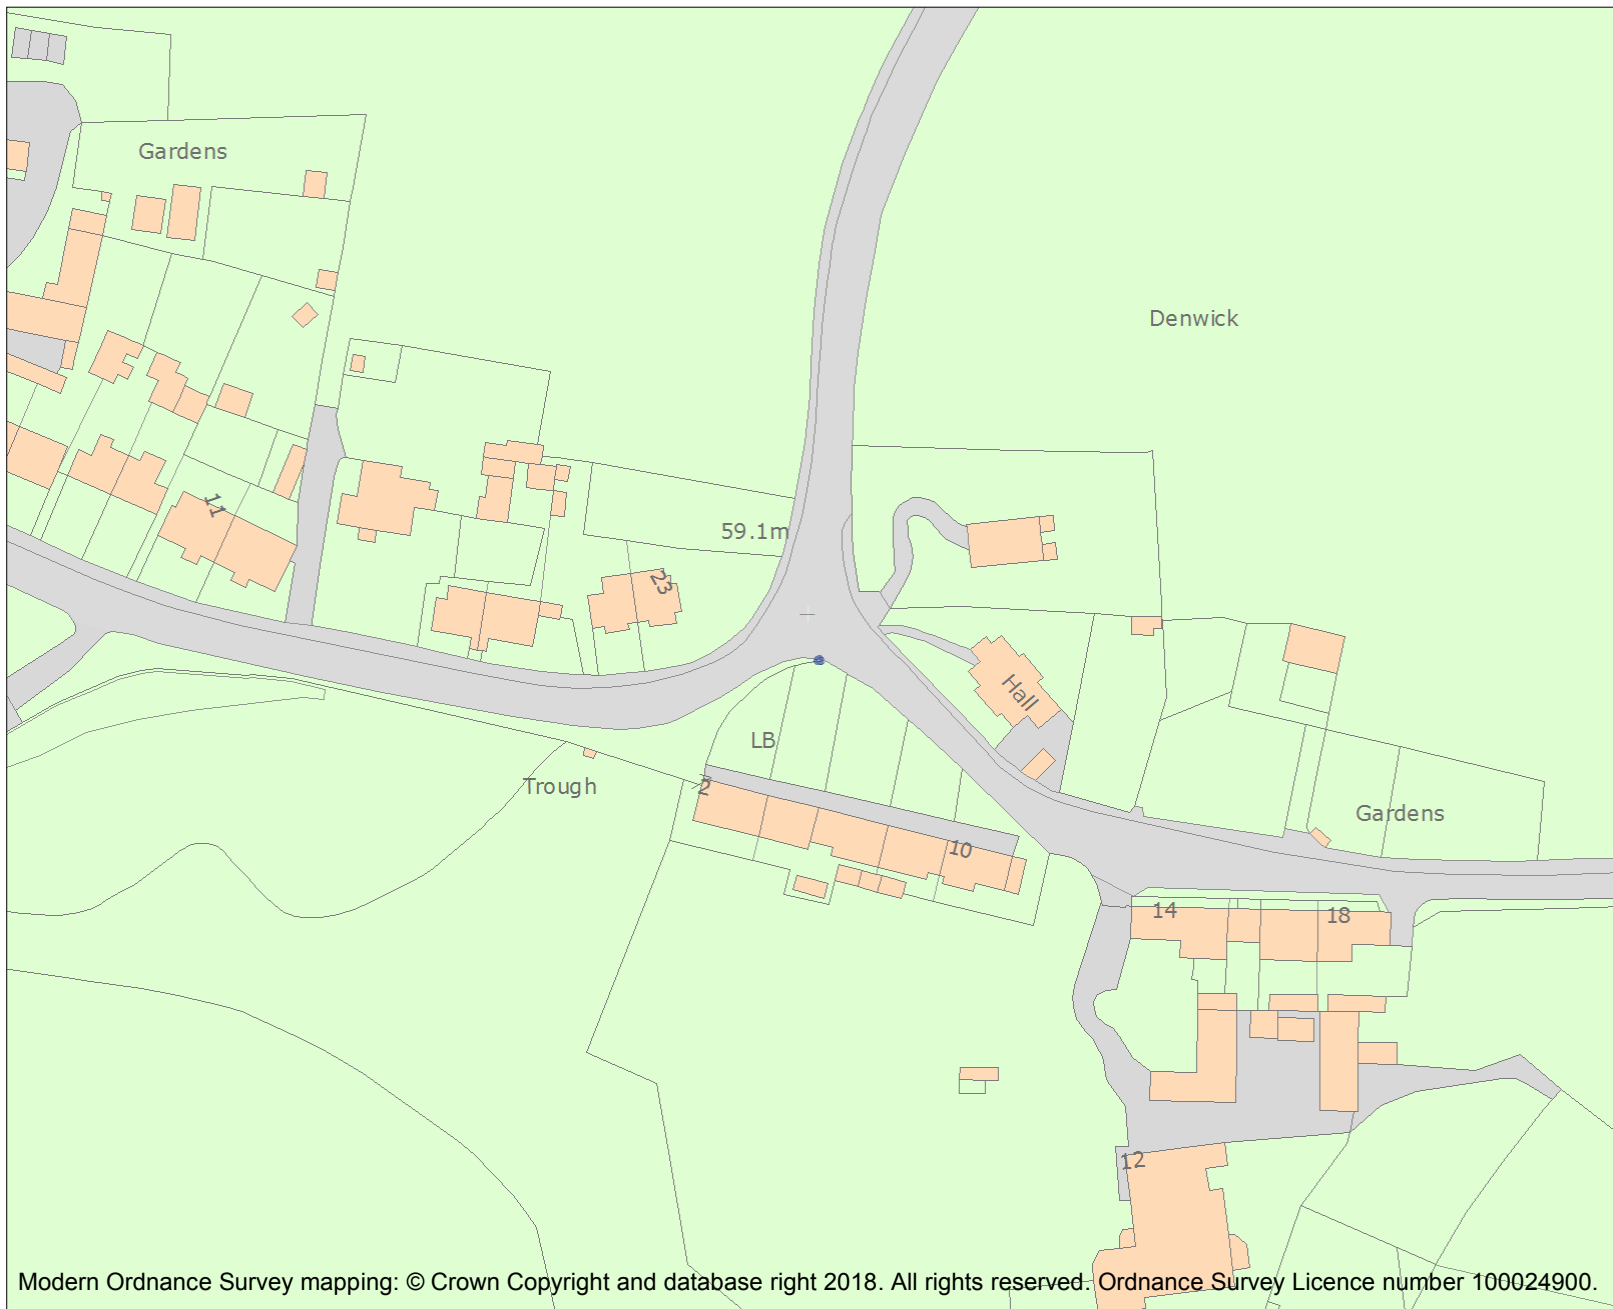 Gardens
Denwick
11
59.1m
23
Hall
LB
2
Trough
Gardens
10
14
18
12
Modern Ordnance Survey mapping: © Crown Copyright and database right 2018. All rights reserved. Ordnance Survey Licence number 100024900.